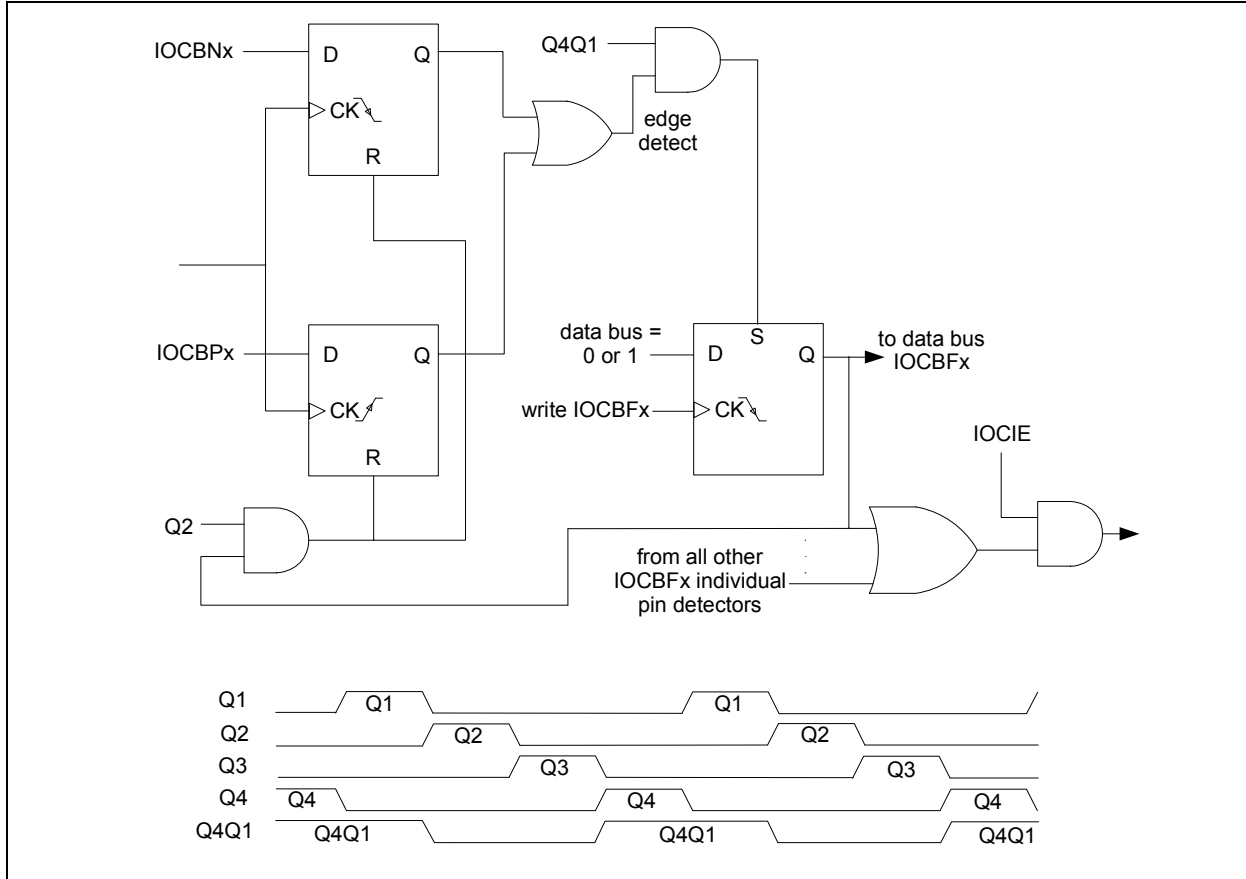 IOCBNx
D
Q
CK
R
Q4Q1
edge
detect
IOCBPx
D
Q
CK
R
data bus =
0 or 1
S
D
Q
to data bus
IOCBFx
write IOCBFx
CK
IOCIE
Q2
from all other
IOCBFx individual
pin detectors
Q1
Q1
Q1
Q2
Q2
Q2
Q3
Q3
Q3
Q4
Q4
Q4
Q4
Q4Q1
Q4Q1
Q4Q1
Q4Q1